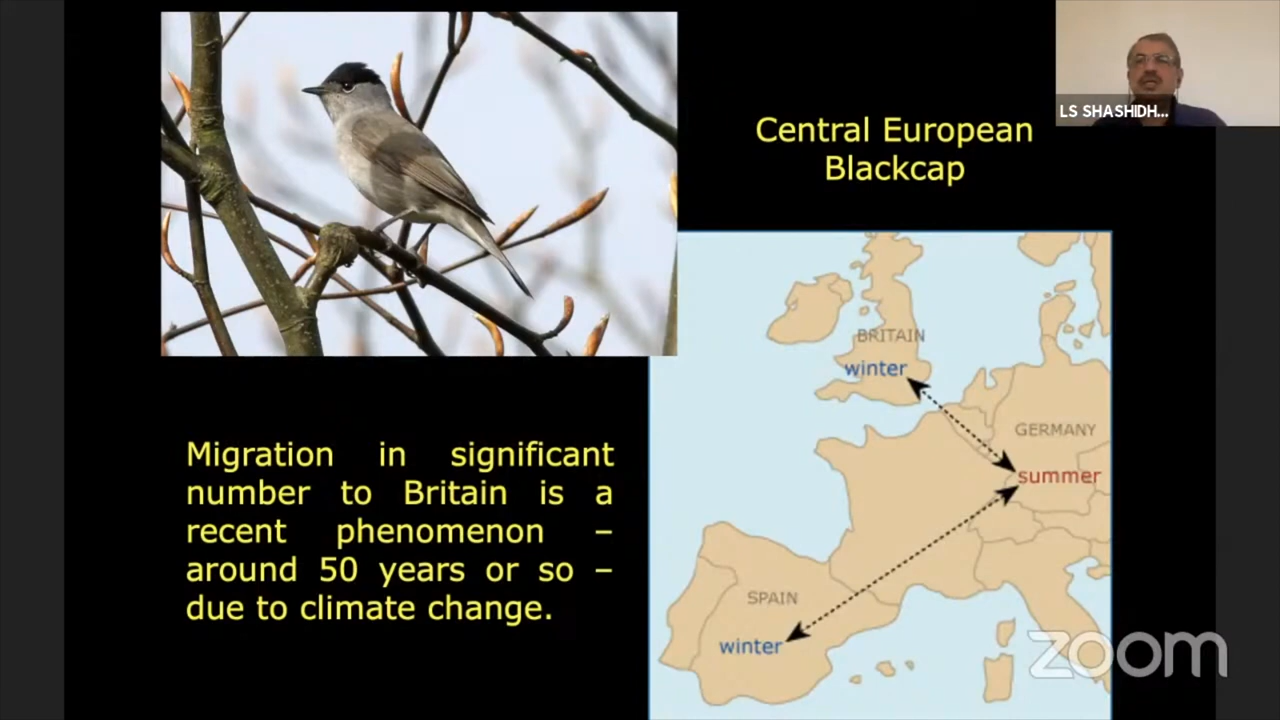 LS SHASHIDH...
Central European
Blackcap
BRITAIN
winter
GERMANY
summer
SPAIN
winter
Migration in significant
number to Britain is a
recent phenomenon –
around 50 years or so –
due to climate change.
zoom